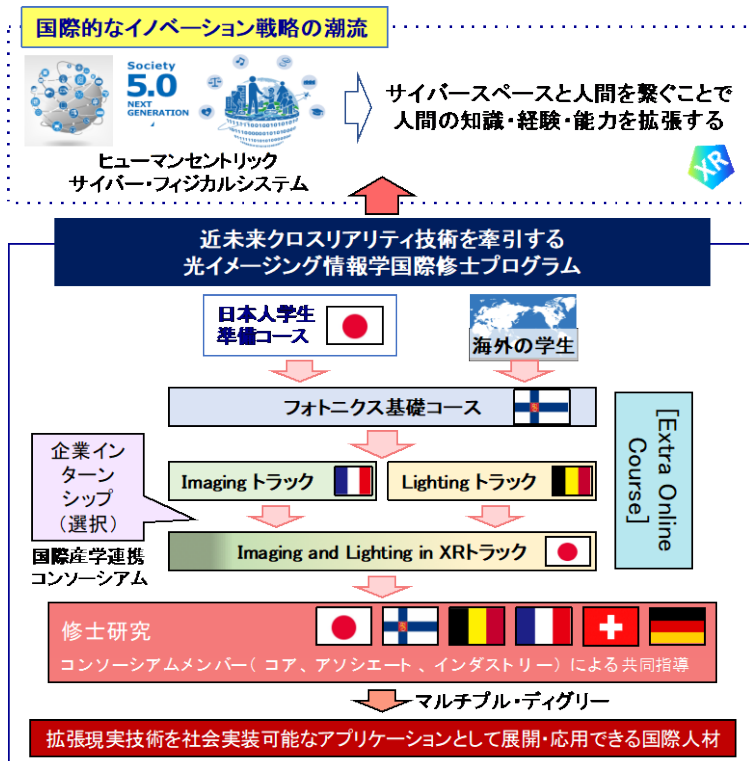 国際的なイノベーション戦略の潮流
Society
5.0
NEXT
GENERATION
サイバースペースと人間を繋ぐことで
人間の知識・経験・能力を拡張する
ヒューマンセントリック
サイバー・フィジカルシステム
XR
近未来クロスリアリティ技術を牽引する
光イメージング情報学国際修士プログラム
日本人学生
準備コース
海外の学生
フォトニクス基礎コース
[Extra Online
Course]
企業イン
ターン
シップ
(選択)
国際産学連携
コンソーシアム
Imaging トラック
Lighting トラック
Imaging and Lighting in XRトラック
修士研究
コンソーシアムメンバー( コア、アソシエート、インダストリー)による共同指導
マルチプル・ディグリー
拡張現実技術を社会実装可能なアプリケーションとして展開・応用できる国際人材